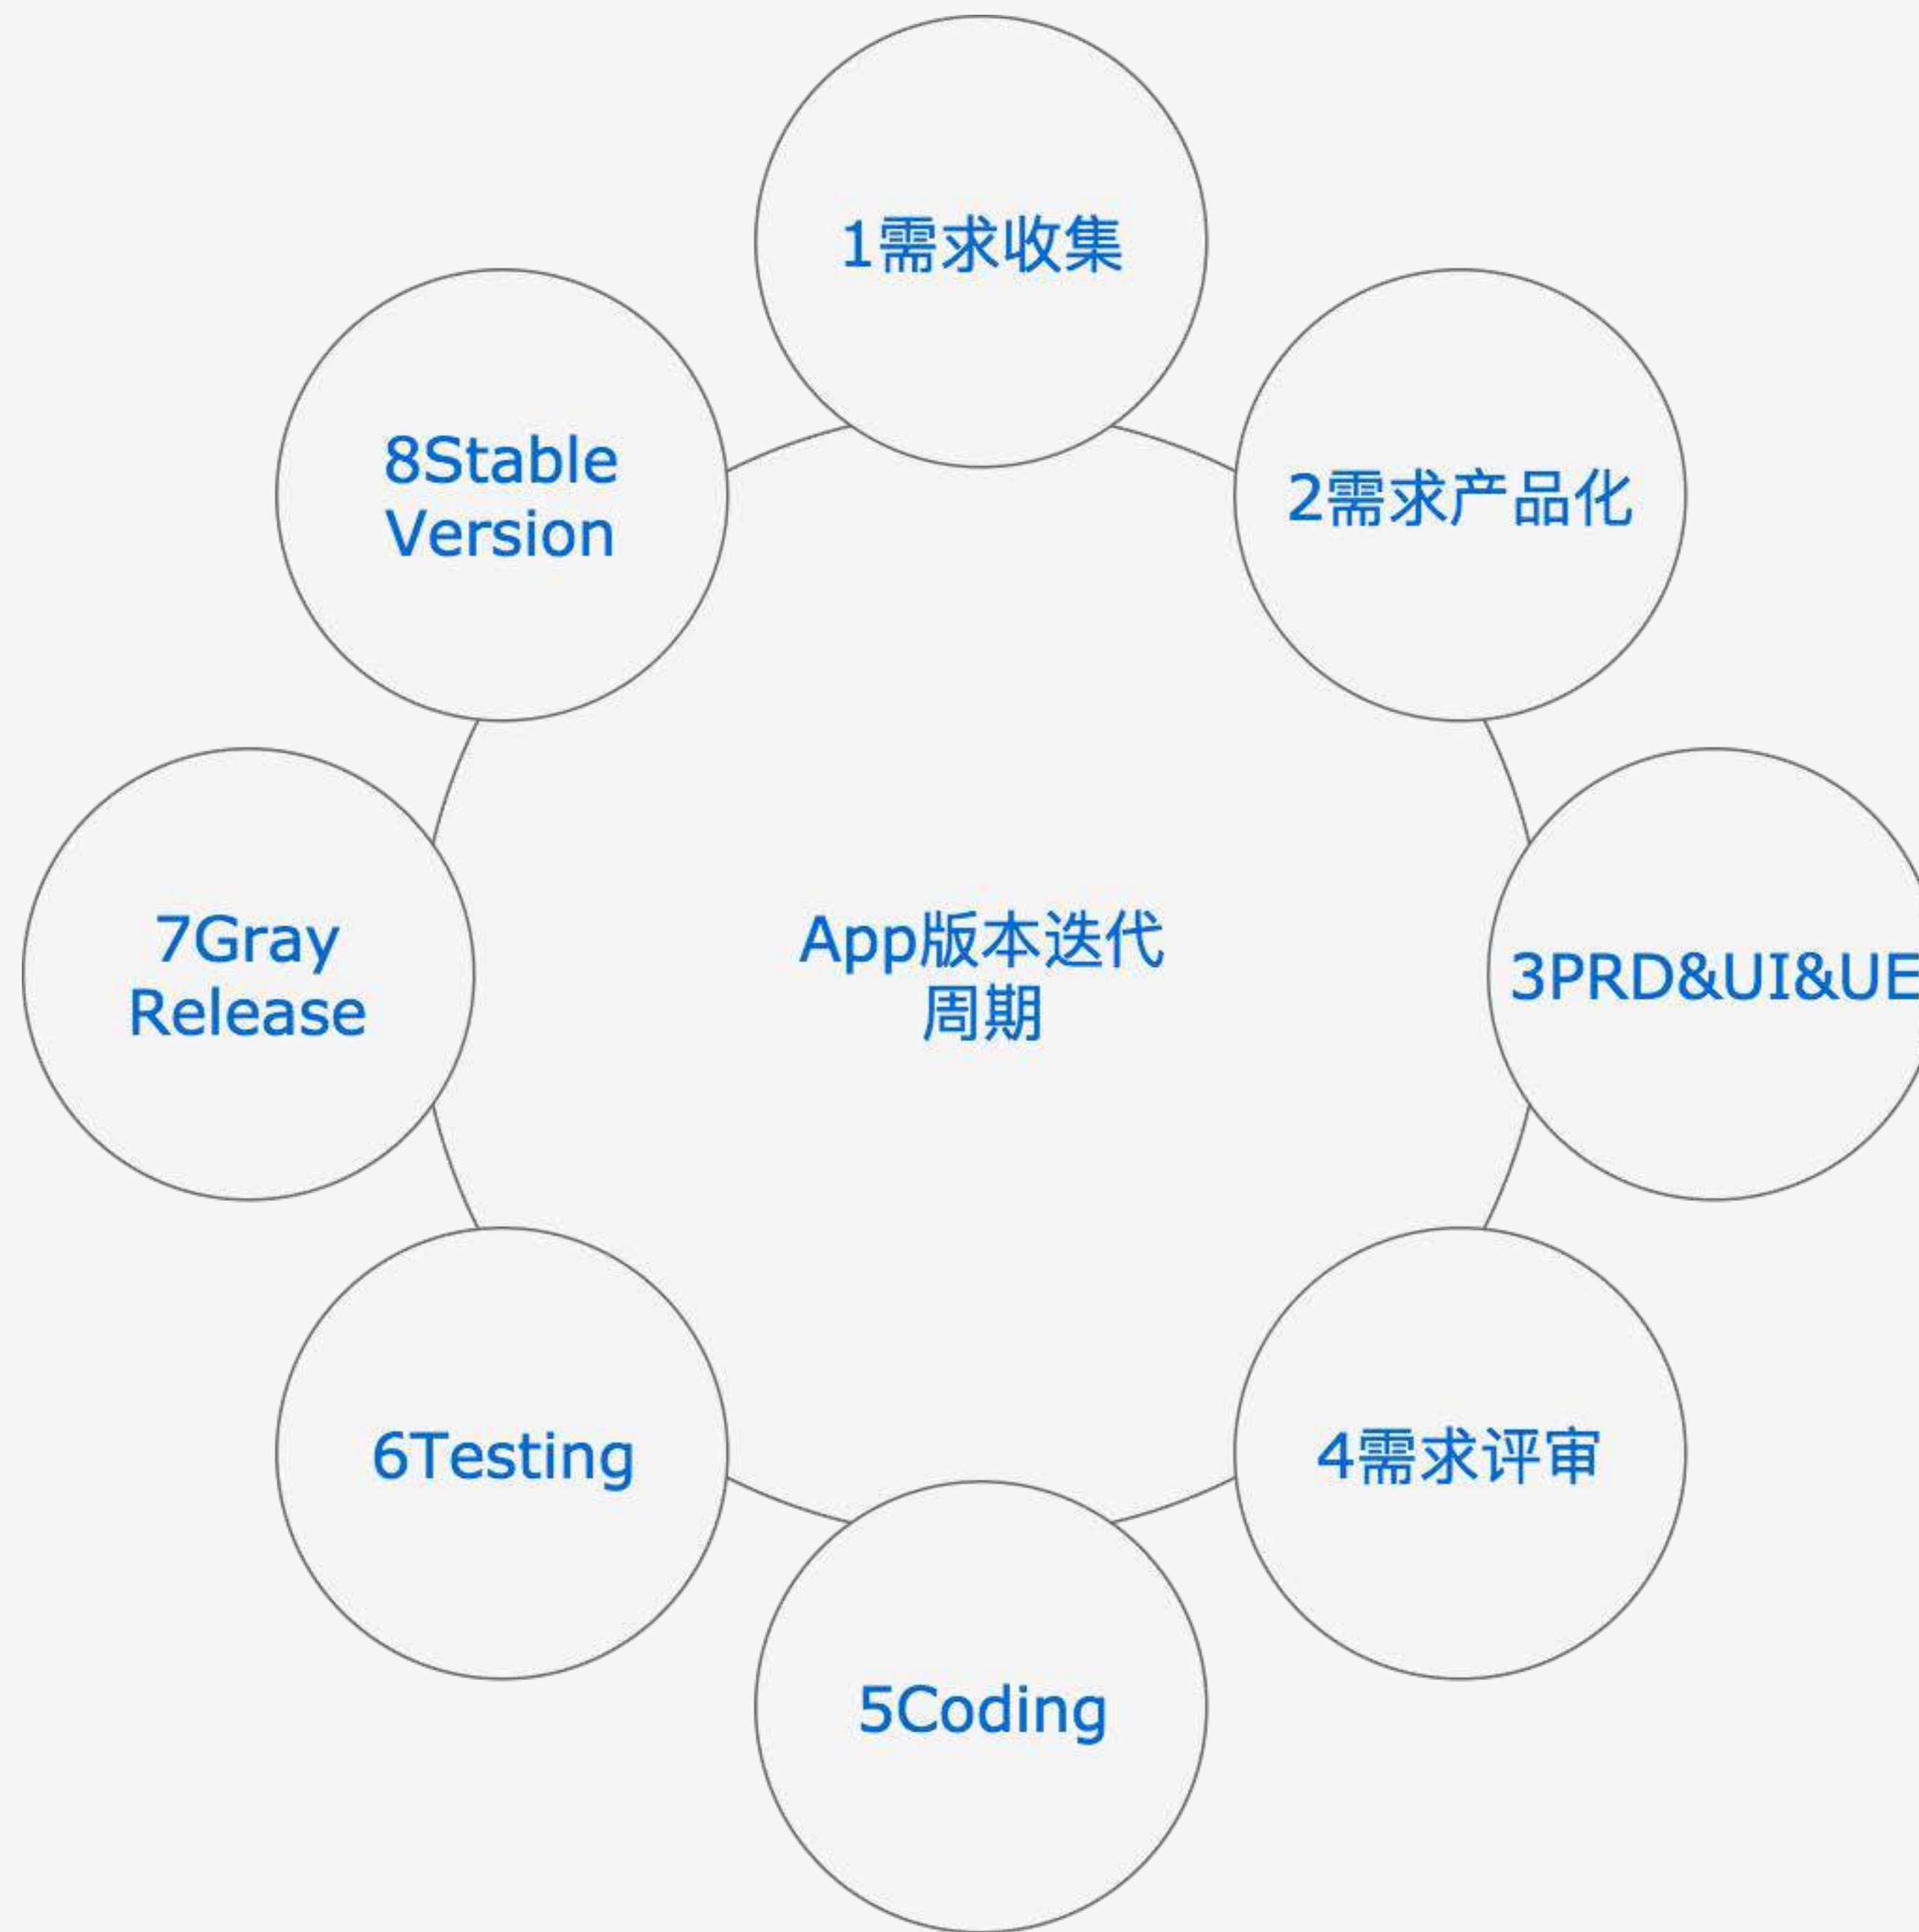 1需求收集
2需求产品化
3PRD&UI&UE
4需求评审
5Coding
6Testing
7Gray
Release
8Stable
Version
App版本迭代
周期